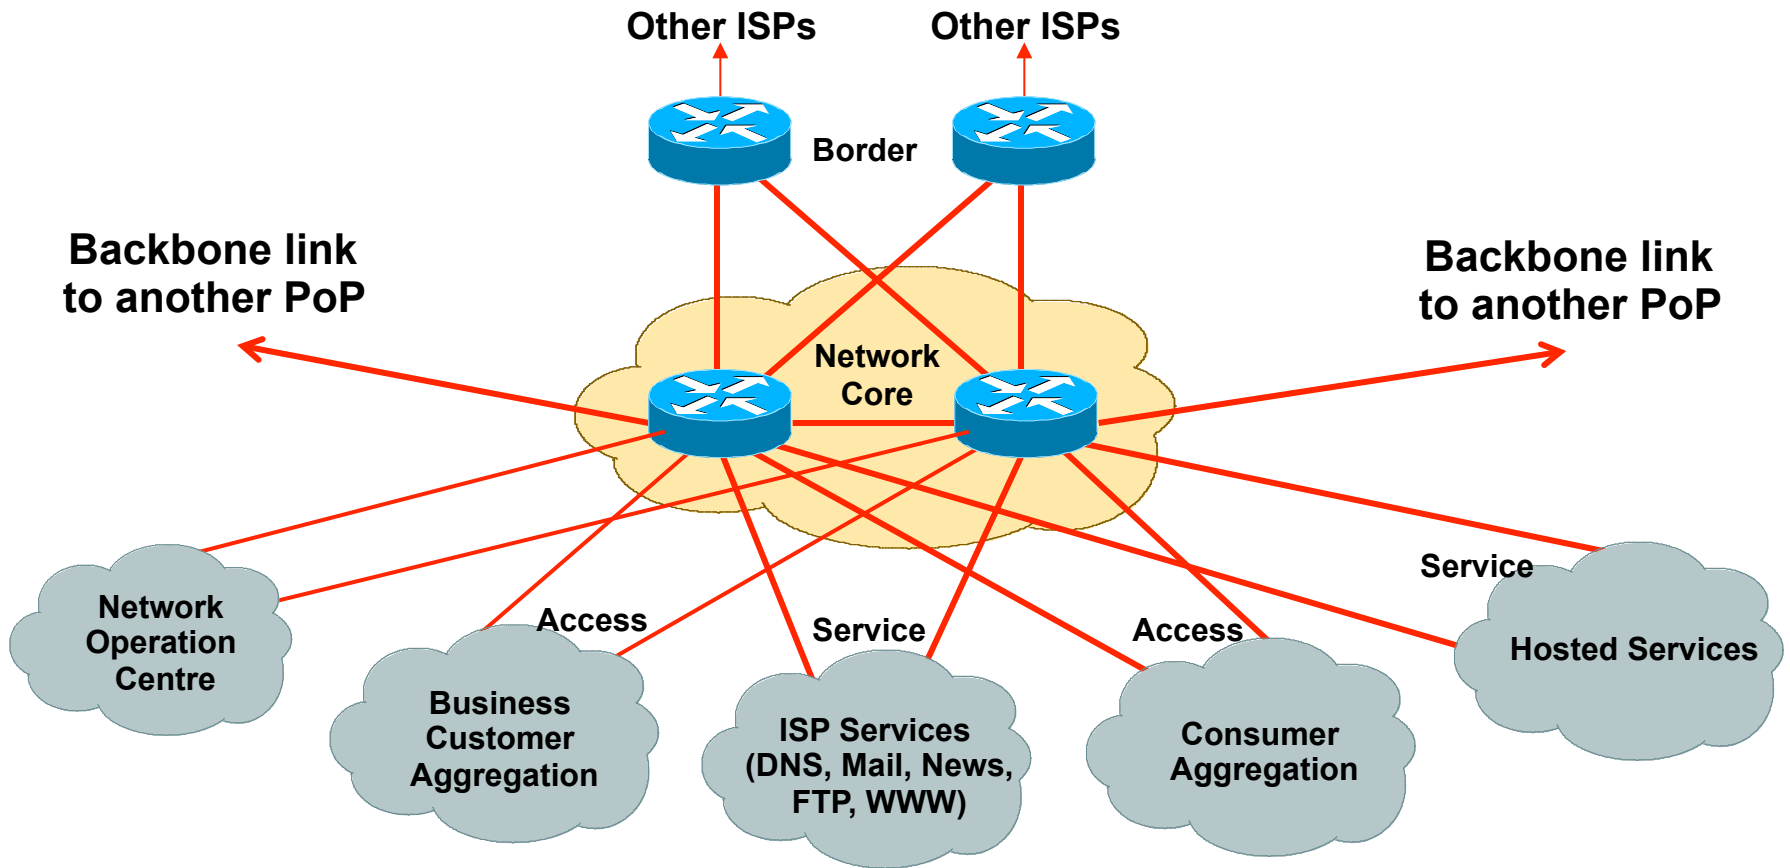 Other ISPs
Other ISPs
Border
Backbone link
to another PoP
Backbone link
to another PoP
Network
Core
Service
Network
Operation
Centre
Access
Service
Access
Hosted Services
Business
Customer
Aggregation
ISP Services
(DNS, Mail, News,
FTP, WWW)
Consumer
Aggregation